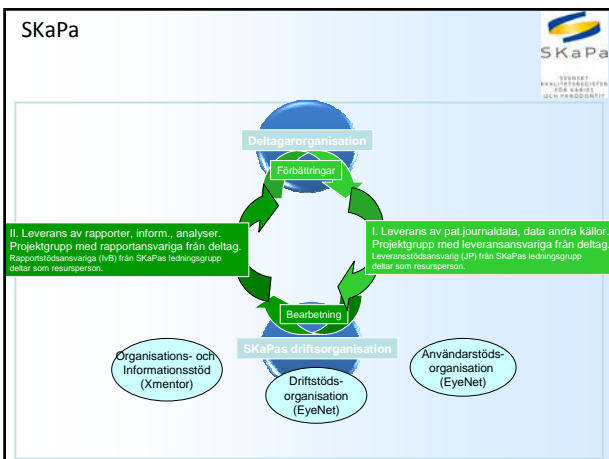 SKaPa
SKaPa
SVENSKT
KVALITETSREGISTER
FÖR KARIES
OCH PARODONTIT
Deltagarorganisation
Förbättringar
II. Leverans av rapporter, inform., analyser.
Projektgrupp med rapportansvariga från deltag.
Rapportstödsansvarig (IvB) från SKaPas ledningsgrupp
deltar som resursperson.
I. Leverans av pat.journaldata, data andra källor.
Projektgrupp med leveransansvariga från deltag.
Leveransstödsansvarig (JP) från SKaPas ledningsgrupp
deltar som resursperson.
Bearbetning
SKaPas driftsorganisation
Organisations- och
Informationsstöd
(Xmentor)
Driftstöds-
organisation
(EyeNet)
Användarstöds-
organisation
(EyeNet)